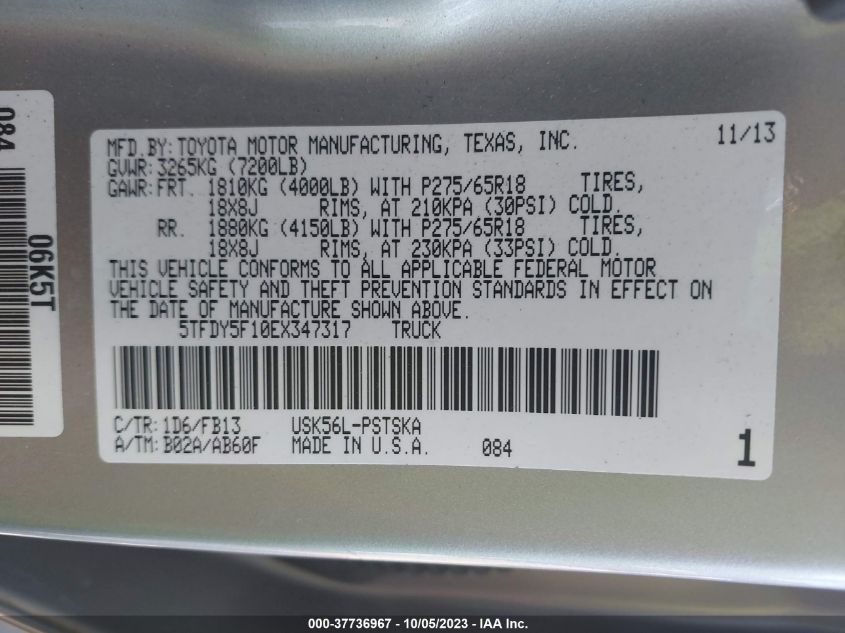 084
06K5T
MFD.BY:TOYOTA MOTOR MANUFACTURING, TEXAS, INC. 11/13
GVWR:3265KG (7200LB)
GAWR:FRT. 1810KG (4000LB) WITH P275/65R18 TIRES,
18X8J RIMS, AT 210KPA (30PSI) COLD.
RR. 1880KG (4150LB) WITH P275/65R18 TIRES,
18X8J RIMS, AT 230KPA (33PSI) COLD.
THIS VEHICLE CONFORMS TO ALL APPLICABLE FEDERAL MOTOR
VEHICLE SAFETY AND THEFT PREVENTION STANDARDS IN EFFECT ON
THE DATE OF MANUFACTURE SHOWN ABOVE.
5TFDY5F10EX347317 TRUCK
C/TR:1D6/FB13 USK56L-PSTSKA
A/TM:B02A/AB60F MADE IN U.S.A. 084 1
000-37736967 - 10/05/2023 - IAA Inc.